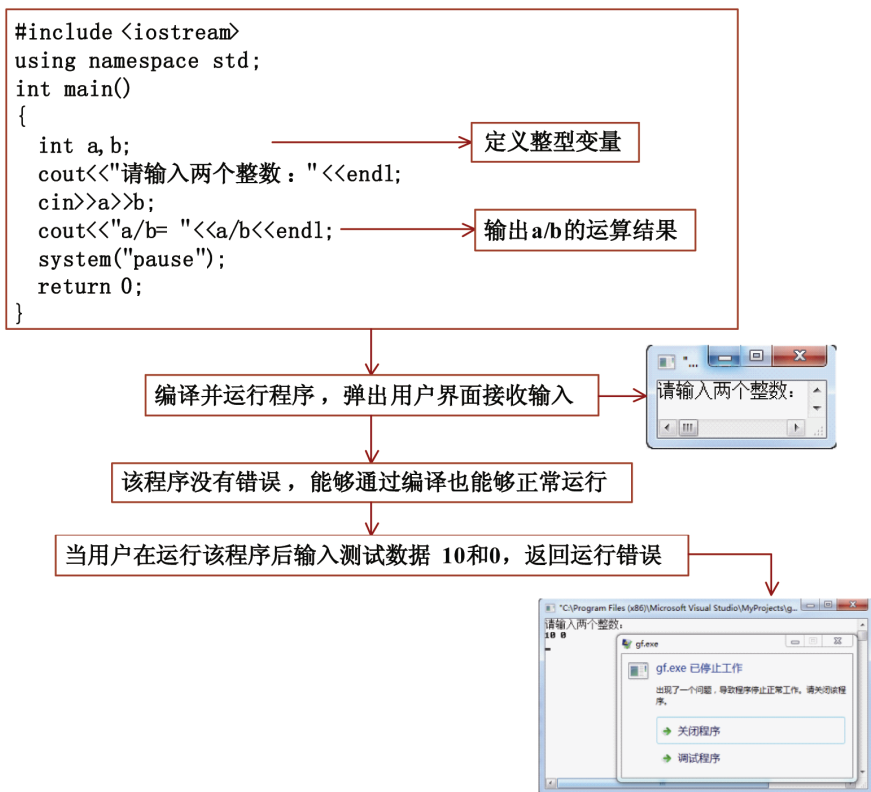 #include <iostream>
using namespace std;
int main()
{
int a,b;
定义整型变量
cout<<"请输入两个整数："<<endl;
cin>>a>>b;
cout<<"a/b= "<<a/b<<endl;
输出a/b的运算结果
system("pause");
return 0;
}
编译并运行程序，弹出用户界面接收输入
"...
请输入两个整数：
该程序没有错误，能够通过编译也能够正常运行
当用户在运行该程序后输入测试数据 10和0，返回运行错误
"C:\Program Files (x86)\Microsoft Visual Studio\MyProjects\g...
请输入两个整数：
10 0
gf.exe
gf.exe 已停止工作
出现了一个问题，导致程序停止正常工作。请关闭该程
序。
关闭程序
调试程序